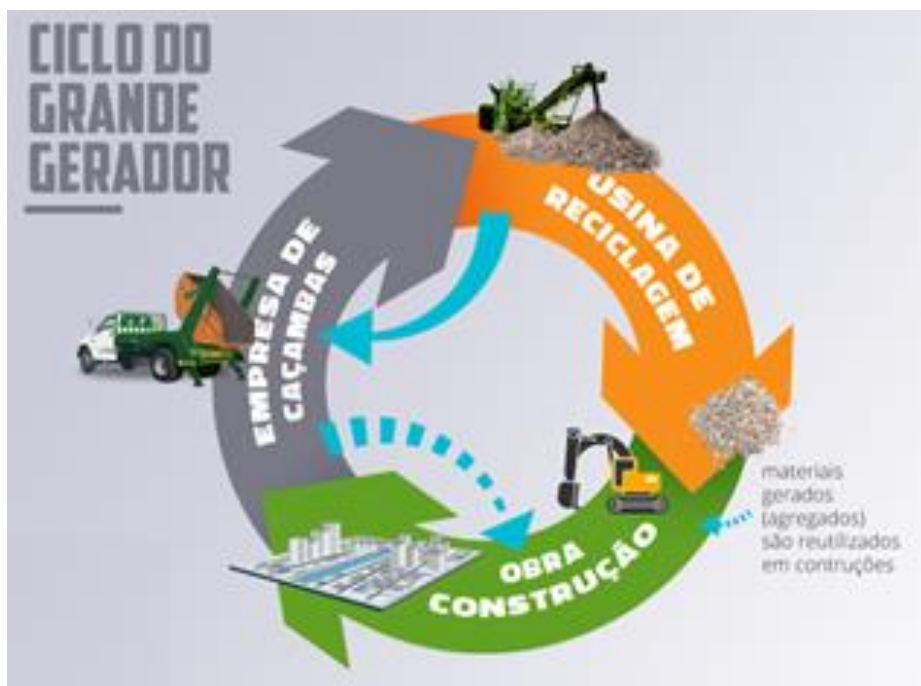 CICLO DO
GRANDE
GERADOR
USINA DE
RECICLAGEM
EMPRESA DE
CAÇAMBAS
materiais
gerados
(agregados)
são reutilizados
em contruções
OBRA
CONSTRUÇÃO